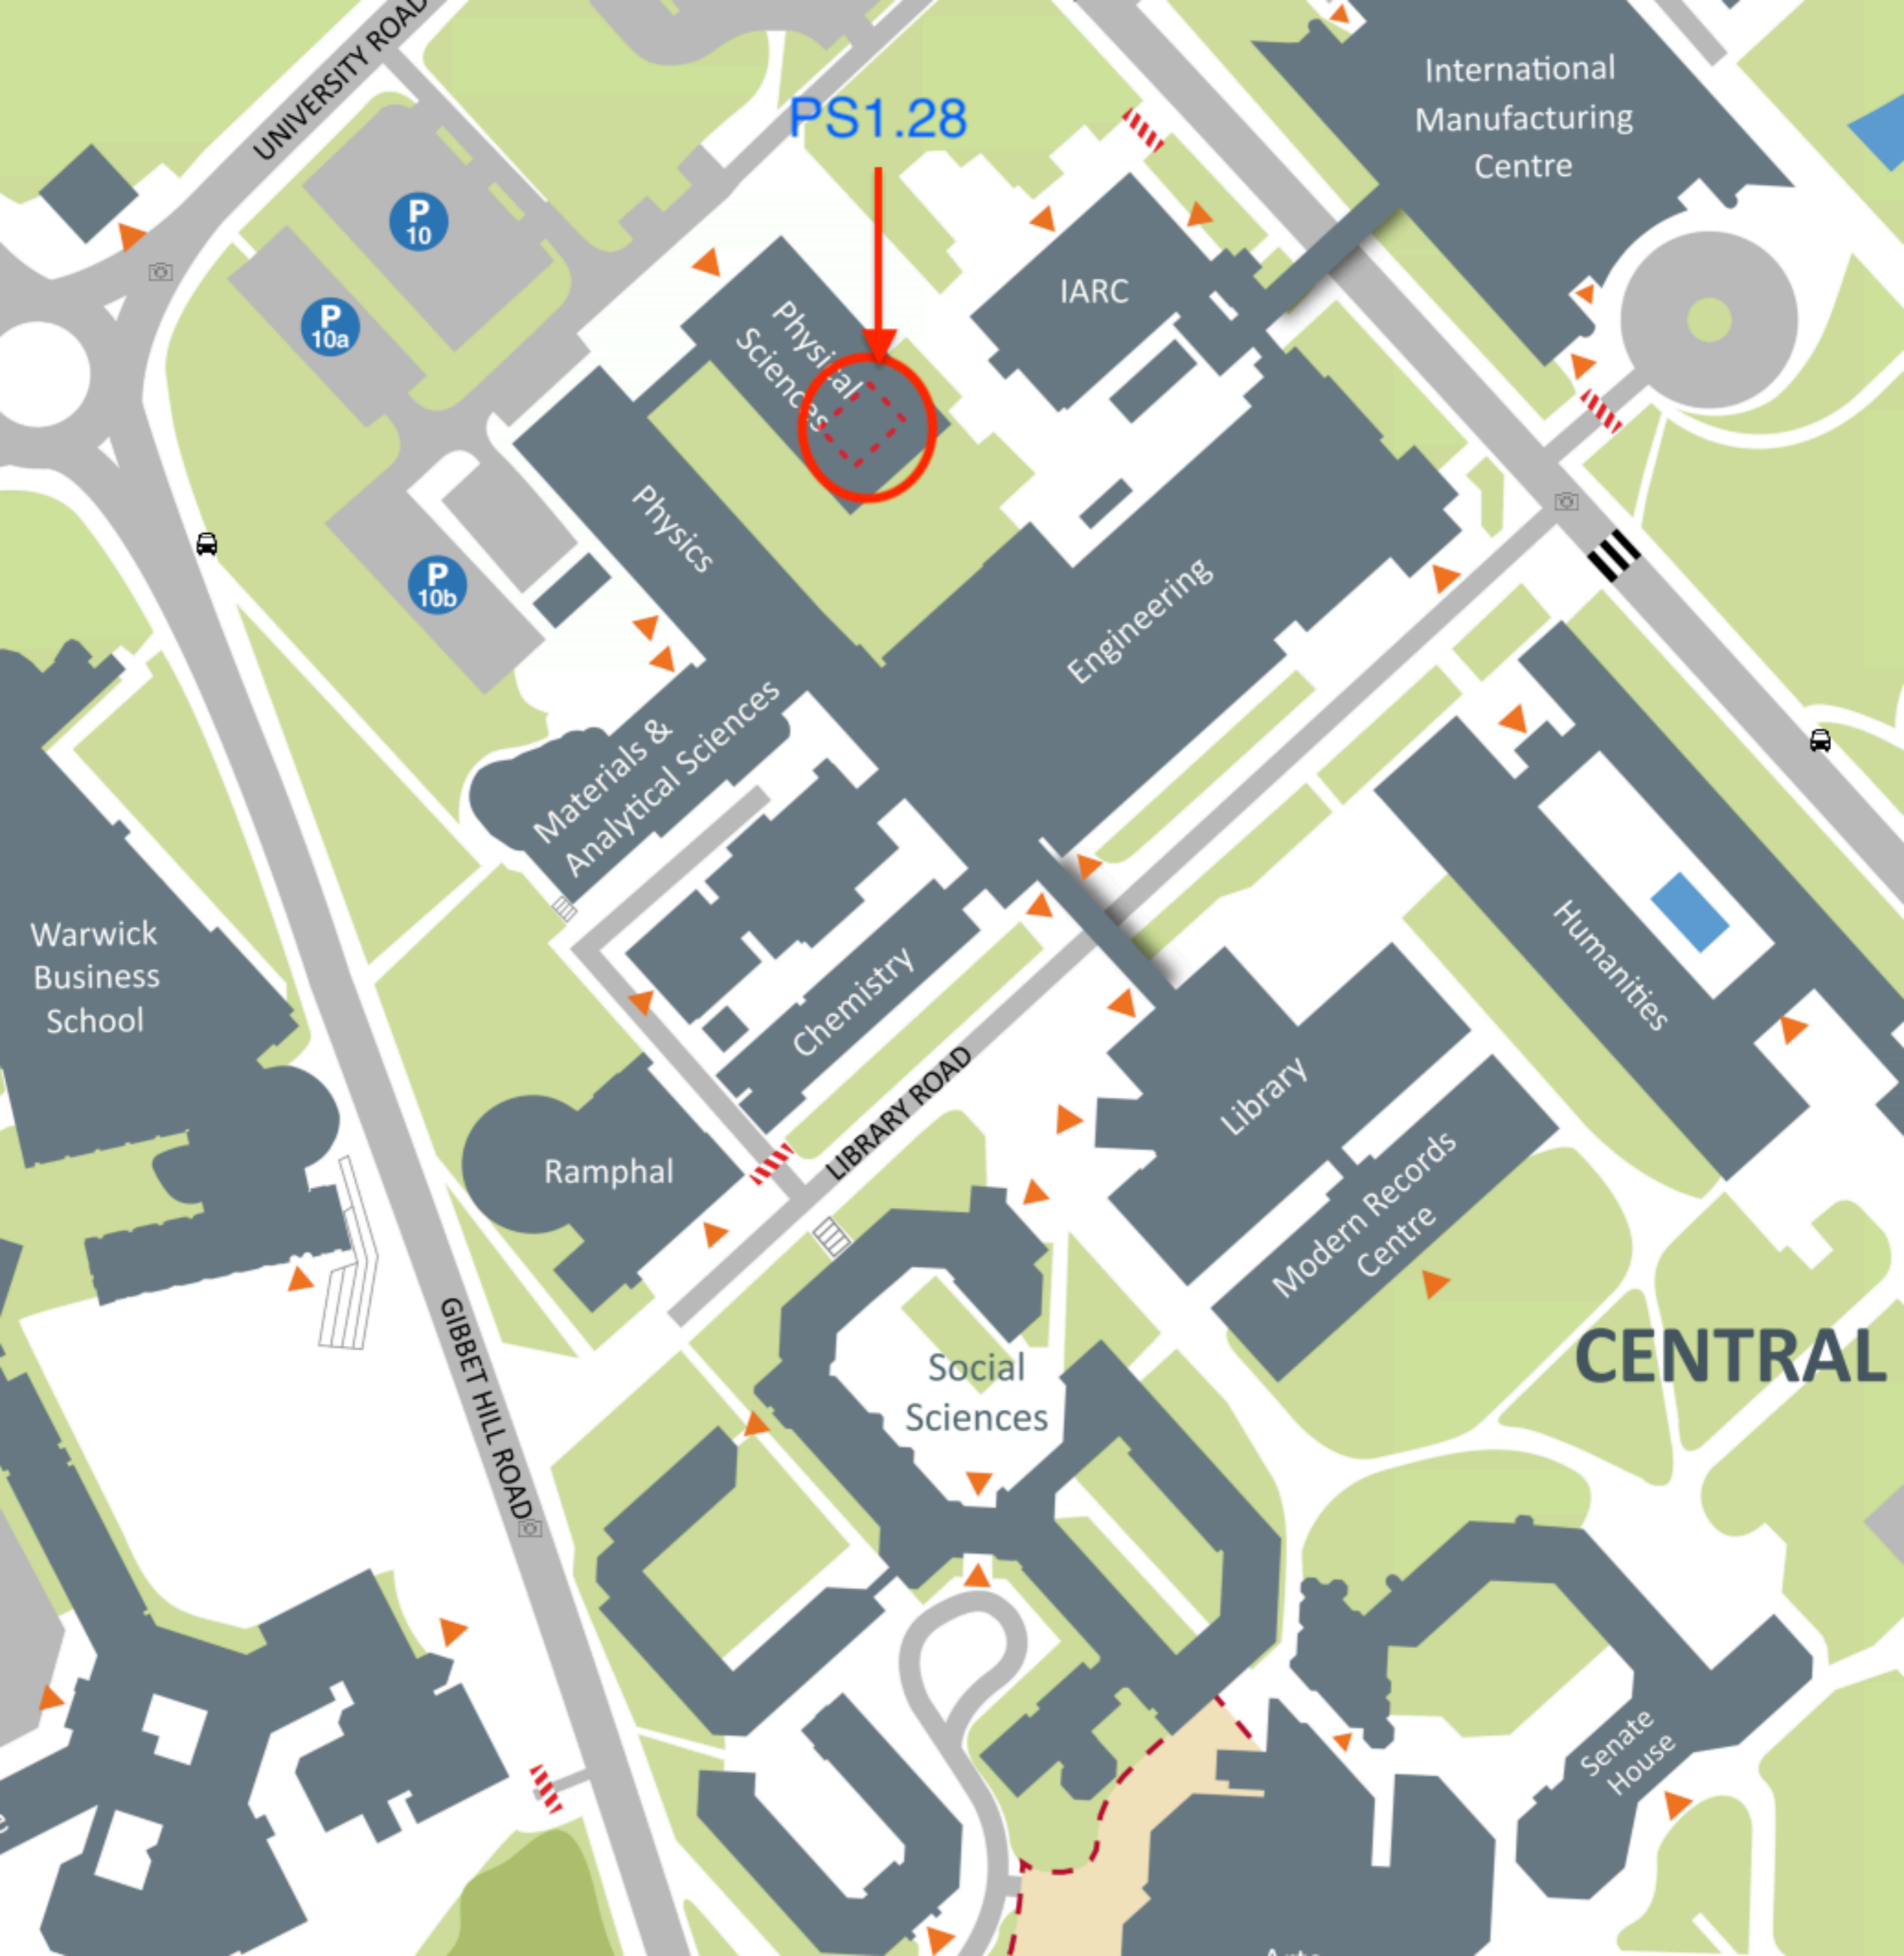 UNIVERSITY ROAD
PS1.28
International
Manufacturing
Centre
P
10
P
10a
IARC
Physical
Sciences
Physics
P
10b
Engineering
Materials &
Analytical Sciences
Warwick
Business
School
Humanities
Chemistry
LIBRARY ROAD
Library
Ramphal
Modern Records
Centre
CENTRAL
Social
Sciences
GIBBET HILL ROAD
Senate
House